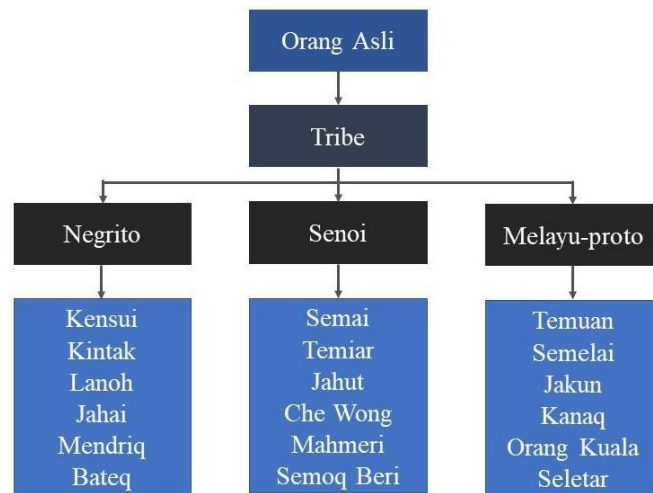 Orang Asli
Tribe
Negrito
Senoi
Melayu-proto
Kensui
Kintak
Lanoh
Jahai
Mendriq
Bateq
Semai
Temiar
Jahut
Che Wong
Mahmeri
Semoq Beri
Temuan
Semelai
Jakun
Kanaq
Orang Kuala
Seletar